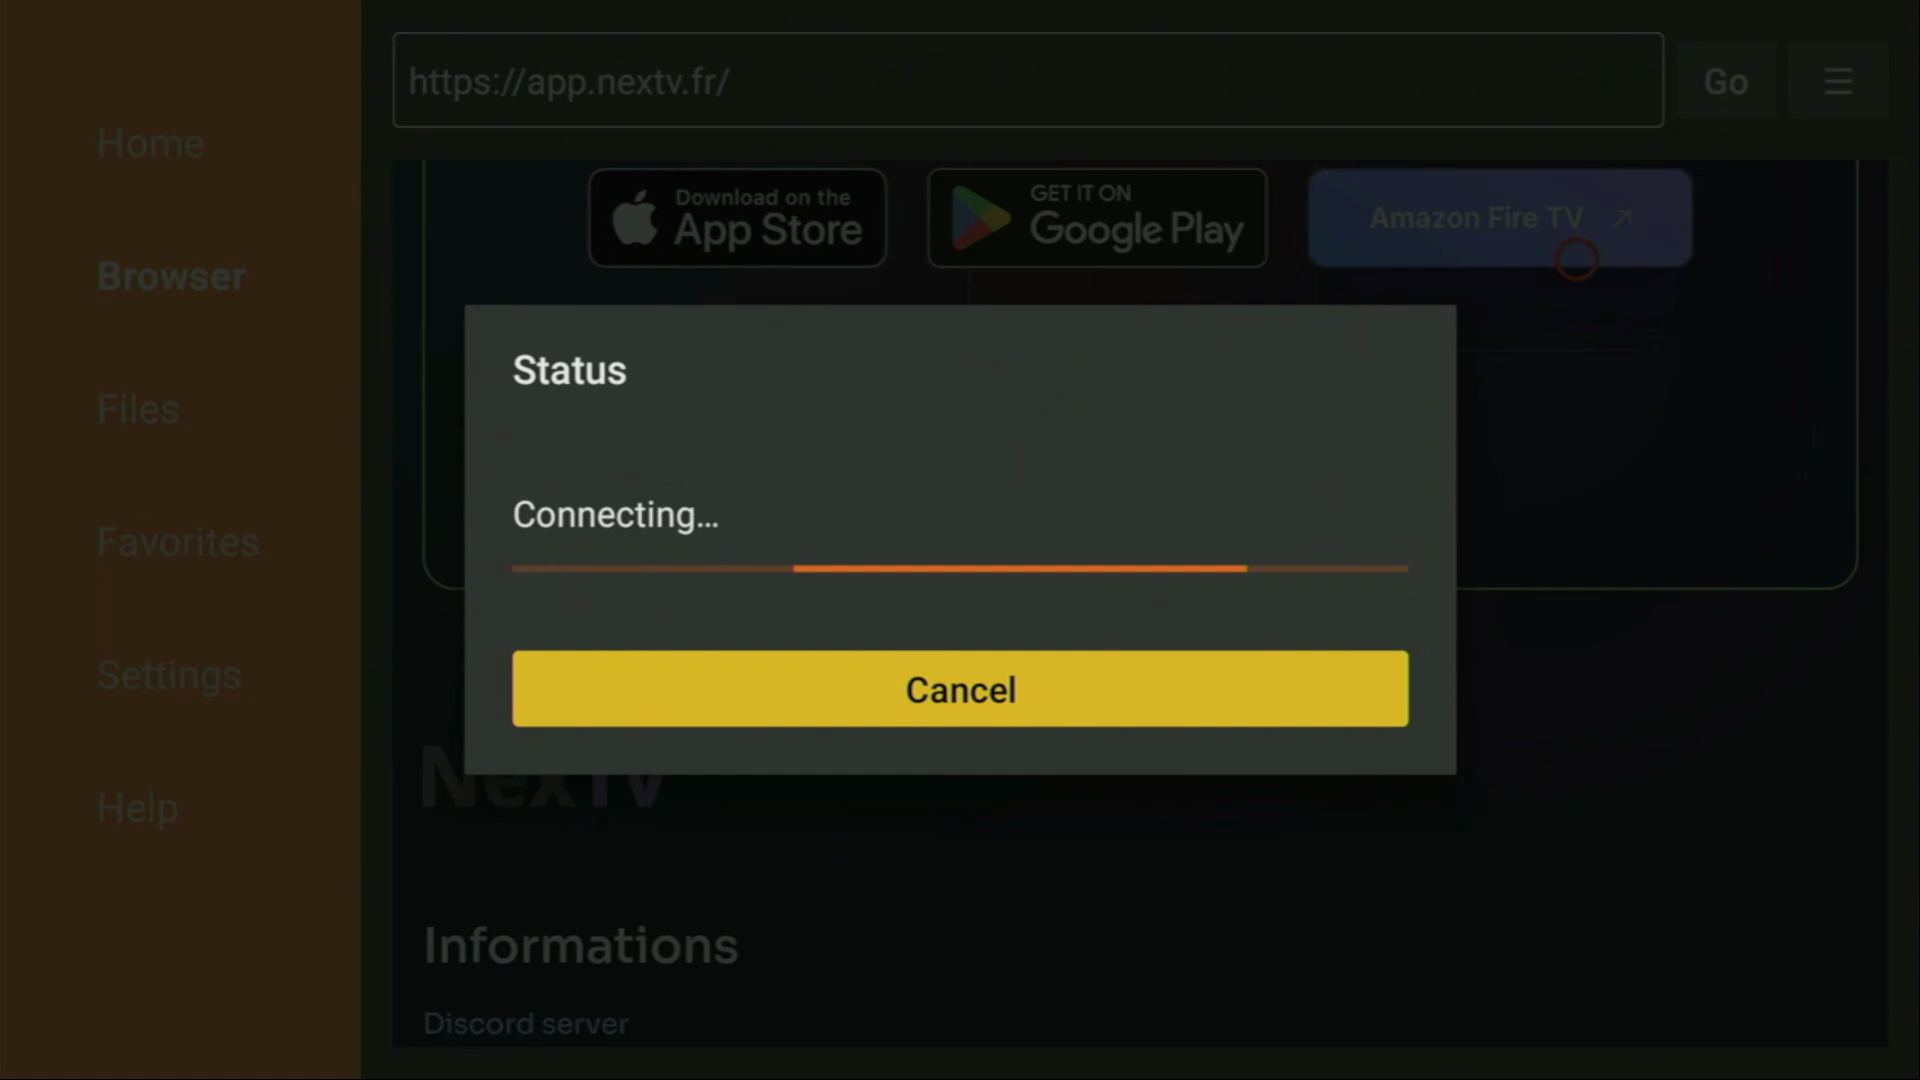 https://app.nextv.fr/
Go
Home
Browser
Files
Favorites
Settings
Help
Download on the
App Store
GET IT ON
Google Play
Amazon Fire TV
Status
Connecting...
Cancel
NexTV
Informations
Discord server